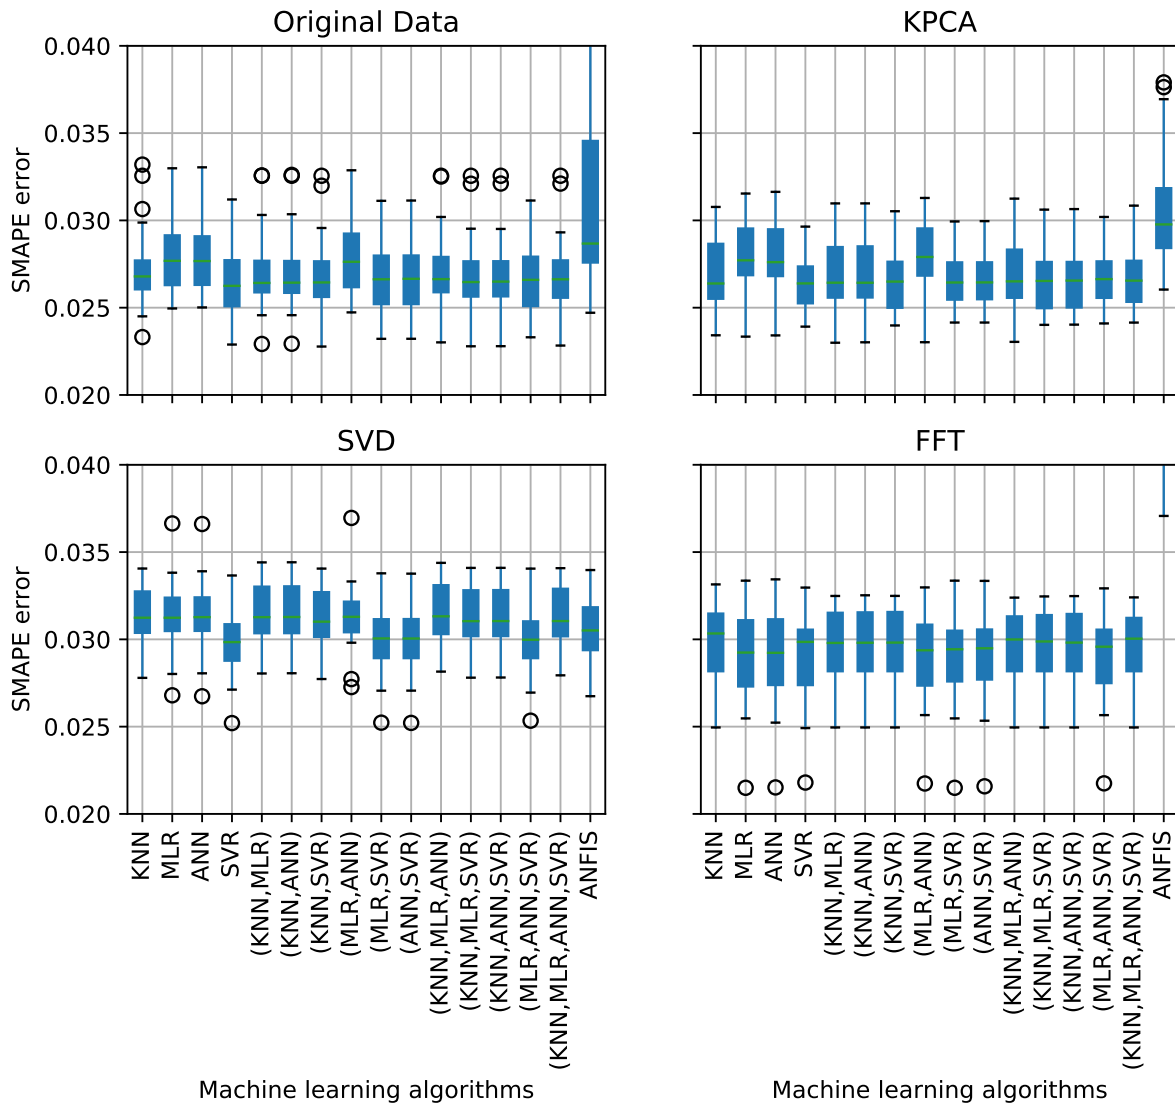 Original Data
KPCA
SMAPE error
0.040
0.035
0.030
0.025
0.020
SVD
FFT
SMAPE error
0.040
0.035
0.030
0.025
0.020
KNN
MLR
ANN
SVR
(KNN,MLR)
(KNN,ANN)
(KNN,SVR)
(MLR,ANN)
(MLR,SVR)
(ANN,SVR)
(KNN,MLR,ANN)
(KNN,MLR,SVR)
(KNN,ANN,SVR)
(MLR,ANN,SVR)
(KNN,MLR,ANN,SVR)
ANFIS
KNN
MLR
ANN
SVR
(KNN,MLR)
(KNN,ANN)
(KNN,SVR)
(MLR,ANN)
(MLR,SVR)
(ANN,SVR)
(KNN,MLR,ANN)
(KNN,MLR,SVR)
(KNN,ANN,SVR)
(MLR,ANN,SVR)
(KNN,MLR,ANN,SVR)
ANFIS
Machine learning algorithms
Machine learning algorithms